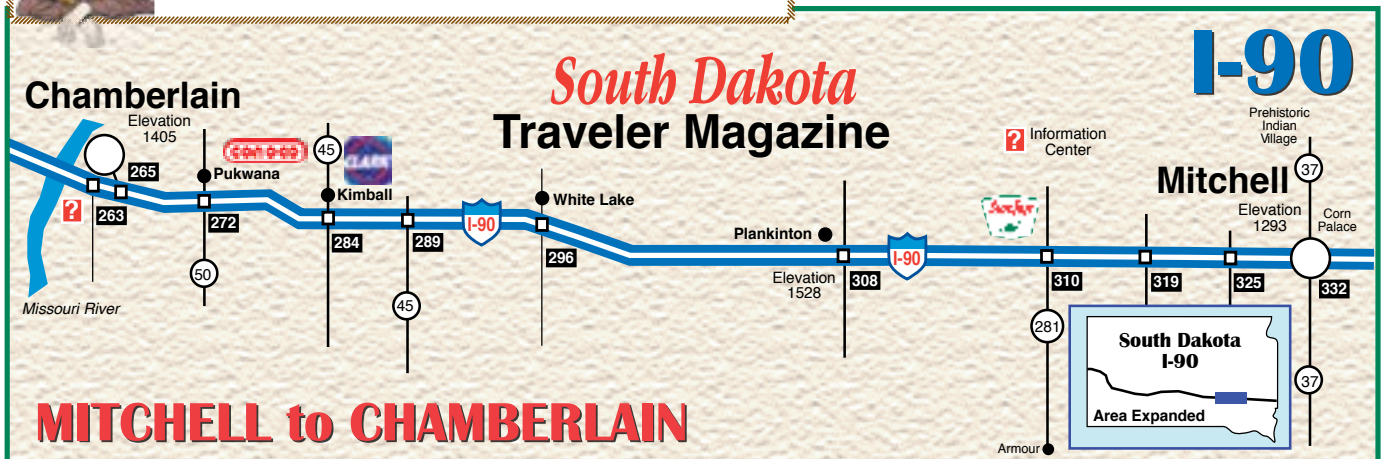 I-90
South Dakota
Traveler Magazine
Chamberlain
Elevation
1405
Prehistoric
Indian
Village
? Information
Center
Conoco
45
CLARK
265
Pukwana
Kimball
37
Mitchell
White Lake
Elevation
1293
Corn
Palace
?
263
272
284
289
I-90
296
Plankinton
I-90
308
310
319
325
332
Elevation
1528
50
45
Missouri River
281
South Dakota
I-90
Area Expanded
37
MITCHELL to CHAMBERLAIN
Armour